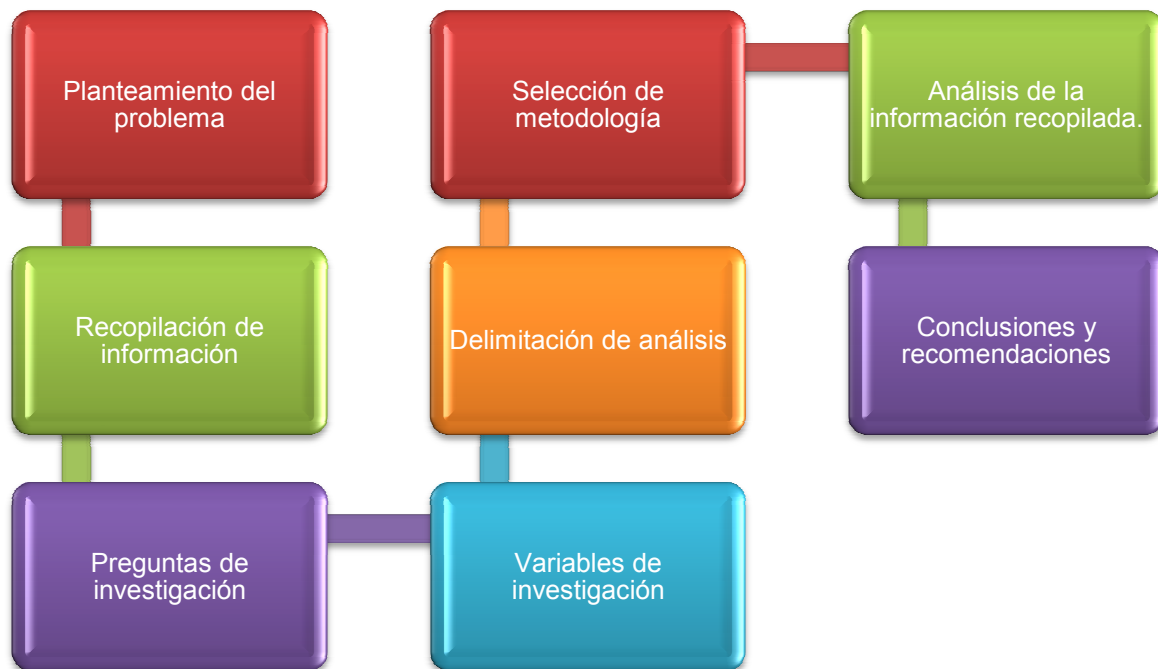 Planteamiento del
problema
Recopilación de
información
Preguntas de
investigación
Variables de
investigación
Delimitación de análisis
Selección de
metodología
Análisis de la
información recopilada.
Conclusiones y
recomendaciones